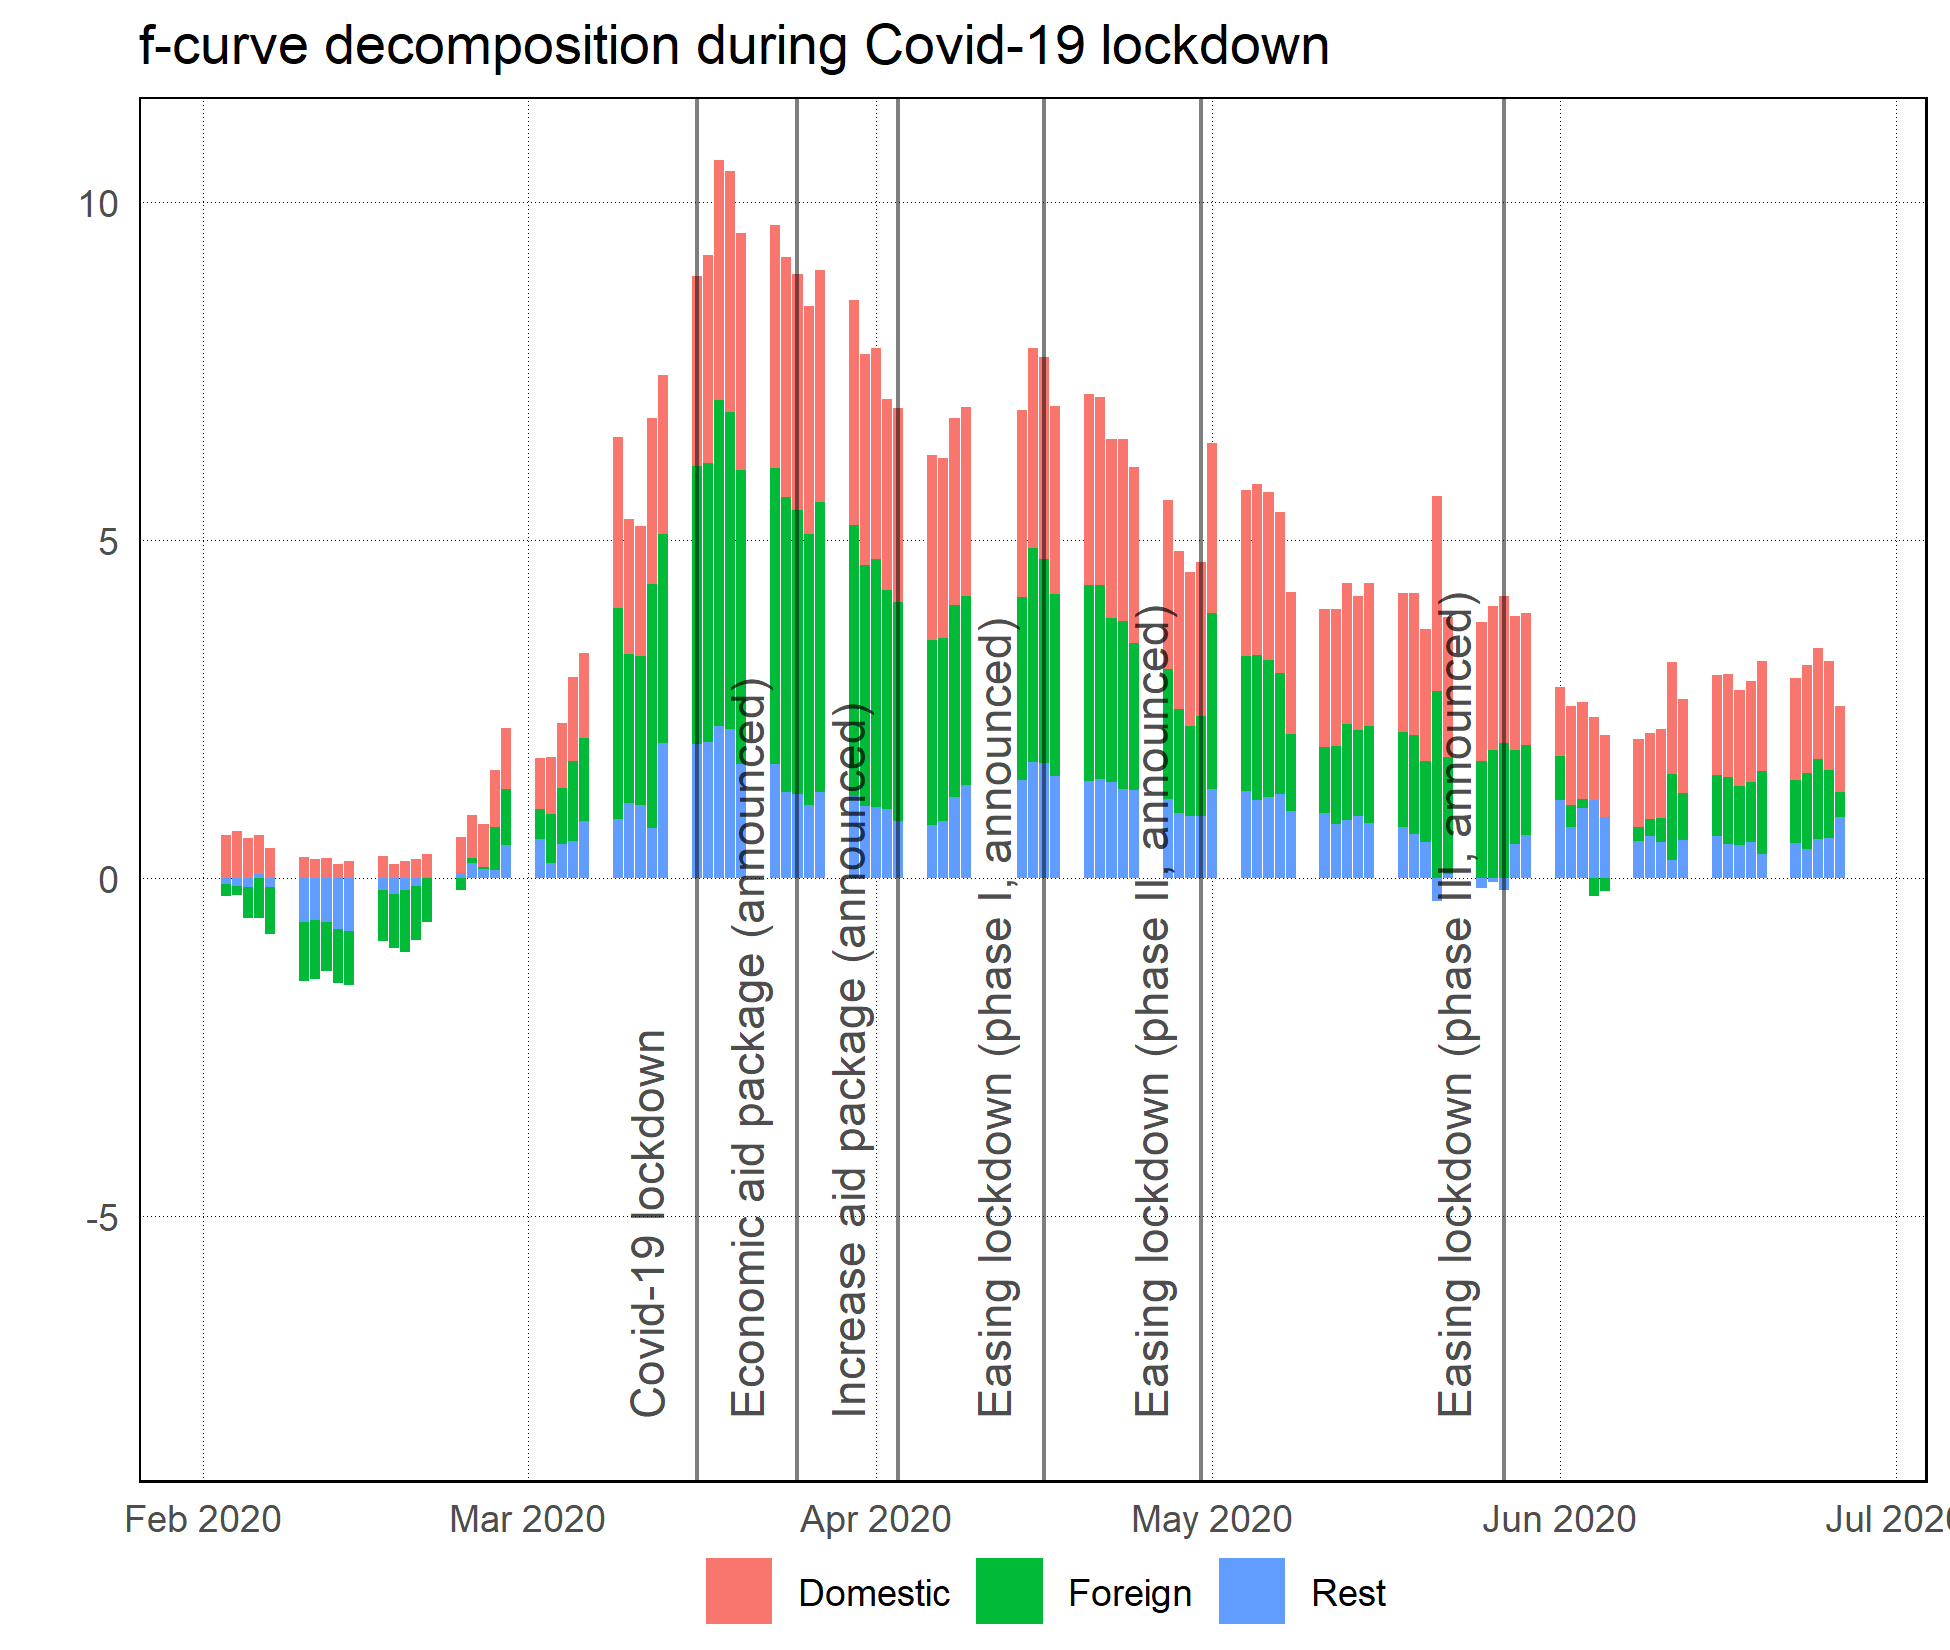 f-curve decomposition during Covid-19 lockdown
10
5
0
-5
Covid-19 lockdown
Economic aid package (announced)
Increase aid package (announced)
Easing lockdown (phase I, announced)
Easing lockdown (phase II, announced)
Easing lockdown (phase III, announced)
Feb 2020
Mar 2020
Apr 2020
May 2020
Jun 2020
Jul 2020
Domestic
Foreign
Rest